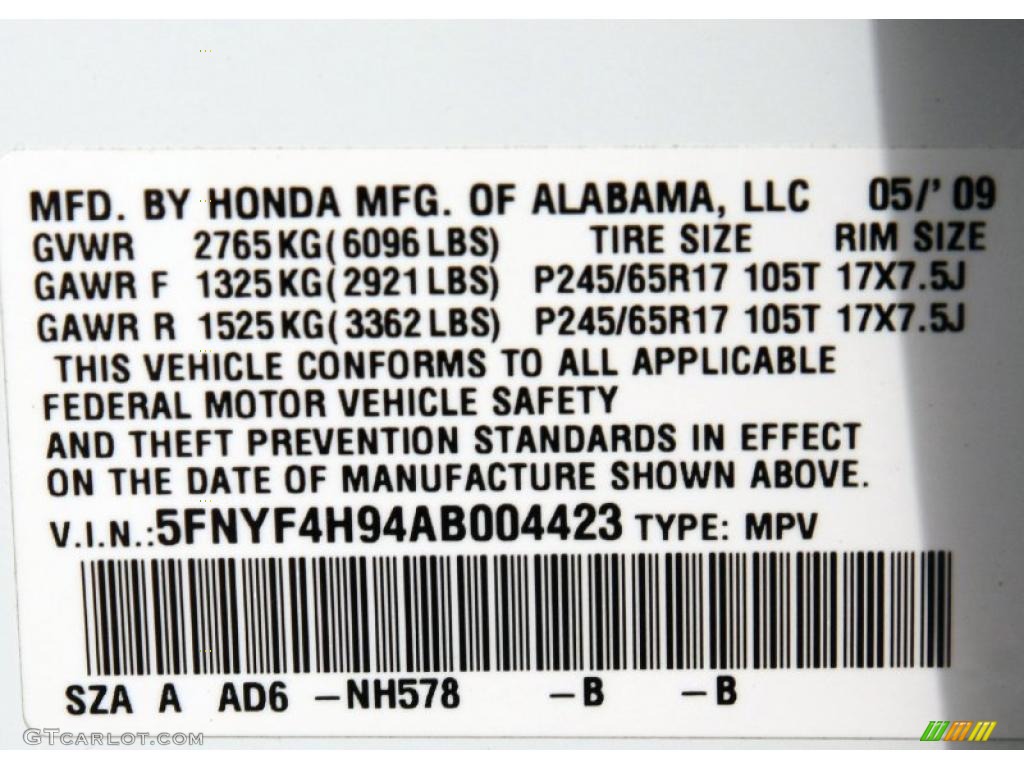 MFD. BY HONDA MFG. OF ALABAMA, LLC 05/' 09
GVWR 2765 KG( 6096 LBS) TIRE SIZE RIM SIZE
GAWR F 1325 KG( 2921 LBS) P245/65R17 105T 17X7.5J
GAWR R 1525 KG( 3362 LBS) P245/65R17 105T 17X7.5J
THIS VEHICLE CONFORMS TO ALL APPLICABLE
FEDERAL MOTOR VEHICLE SAFETY
AND THEFT PREVENTION STANDARDS IN EFFECT
ON THE DATE OF MANUFACTURE SHOWN ABOVE.
V.I.N.: 5FNYF4H94AB004423 TYPE: MPV
SZA A AD6 -NH578 -B -B
GTCARLOT.COM